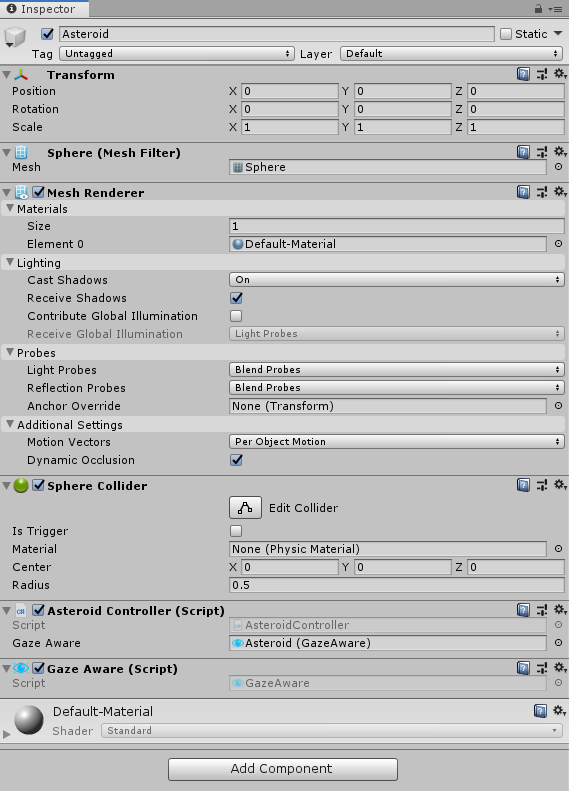 Inspector
Asteroid Static
Tag Untagged Layer Default
Transform
Position X 0 Y 0 Z 0
Rotation X 0 Y 0 Z 0
Scale X 1 Y 1 Z 1
Sphere (Mesh Filter)
Mesh Sphere
Mesh Renderer
Materials
Size 1
Element 0 Default-Material
Lighting
Cast Shadows On
Receive Shadows
Contribute Global Illumination
Receive Global Illumination Light Probes
Probes
Light Probes Blend Probes
Reflection Probes Blend Probes
Anchor Override None (Transform)
Additional Settings
Motion Vectors Per Object Motion
Dynamic Occlusion
Sphere Collider
Edit Collider
Is Trigger
Material None (Physic Material)
Center X 0 Y 0 Z 0
Radius 0.5
Asteroid Controller (Script)
Script AsteroidController
Gaze Aware Asteroid (GazeAware)
Gaze Aware (Script)
Script GazeAware
Default-Material
Shader Standard
Add Component